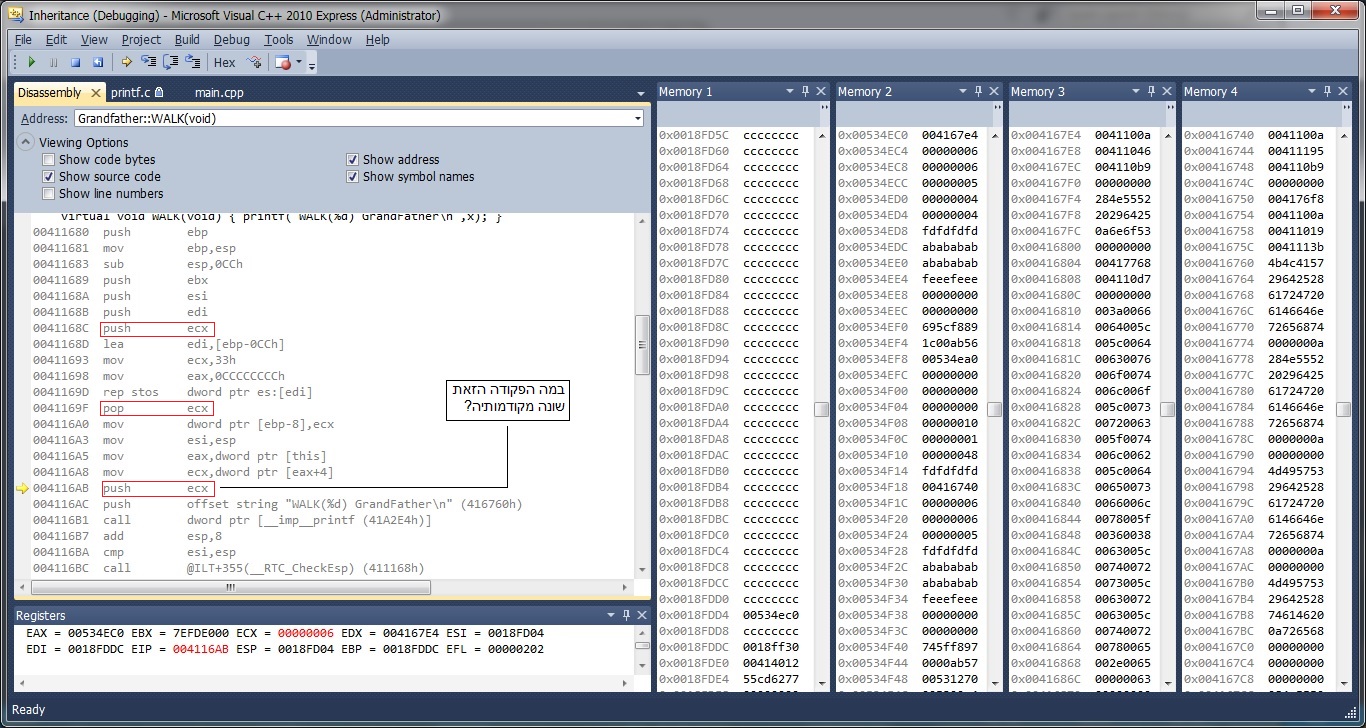 Inheritance (Debugging) - Microsoft Visual C++ 2010 Express (Administrator)
File Edit View Project Build Debug Tools Window Help
Hex
Disassembly printf.c main.cpp
Address: Grandfather::WALK(void)
Viewing Options
Show code bytes Show address
Show source code Show symbol names
Show line numbers
virtual void WALK(void) { printf( WALK(%d) GrandFather\n ,x); }
00411680 push ebp
00411681 mov ebp,esp
00411683 sub esp,0CCh
00411689 push ebx
0041168A push esi
0041168B push edi
0041168C push ecx
0041168D lea edi,[ebp-0CCh]
00411693 mov ecx,33h
00411698 mov eax,0CCCCCCCCh
0041169D rep stos dword ptr es:[edi]
0041169F pop ecx
004116A0 mov dword ptr [ebp-8],ecx
004116A3 mov esi,esp
004116A5 mov eax,dword ptr [this]
004116A8 mov ecx,dword ptr [eax+4]
004116AB push ecx
004116AC push offset string "WALK(%d) GrandFather\n" (416760h)
004116B1 call dword ptr [__imp__printf (41A2E4h)]
004116B7 add esp,8
004116BA cmp esi,esp
004116BC call @ILT+355(__RTC_CheckEsp) (411168h)
במה הפקודה הזאת
שונה מקודמותיה?
Registers
EAX = 00534EC0 EBX = 7EFDE000 ECX = 00000006 EDX = 004167E4 ESI = 0018FD04
EDI = 0018FDDC EIP = 004116AB ESP = 0018FD04 EBP = 0018FDDC EFL = 00000202
Memory 1
0x0018FD5C cccccccc
0x0018FD60 cccccccc
0x0018FD64 cccccccc
0x0018FD68 cccccccc
0x0018FD6C cccccccc
0x0018FD70 cccccccc
0x0018FD74 cccccccc
0x0018FD78 cccccccc
0x0018FD7C cccccccc
0x0018FD80 cccccccc
0x0018FD84 cccccccc
0x0018FD88 cccccccc
0x0018FD8C cccccccc
0x0018FD90 cccccccc
0x0018FD94 cccccccc
0x0018FD98 cccccccc
0x0018FD9C cccccccc
0x0018FDA0 cccccccc
0x0018FDA4 cccccccc
0x0018FDA8 cccccccc
0x0018FDAC cccccccc
0x0018FDB0 cccccccc
0x0018FDB4 cccccccc
0x0018FDB8 cccccccc
0x0018FDBC cccccccc
0x0018FDC0 cccccccc
0x0018FDC4 cccccccc
0x0018FDC8 cccccccc
0x0018FDCC cccccccc
0x0018FDD0 cccccccc
0x0018FDD4 00534ec0
0x0018FDD8 cccccccc
0x0018FDDC 0018ff30
0x0018FDE0 00414012
0x0018FDE4 55cd6277
Memory 2
0x00534EC0 004167e4
0x00534EC4 00000006
0x00534EC8 00000006
0x00534ECC 00000005
0x00534ED0 00000004
0x00534ED4 00000004
0x00534ED8 fdfdfdfd
0x00534EDC abababab
0x00534EE0 abababab
0x00534EE4 feeefeee
0x00534EE8 00000000
0x00534EEC 00000000
0x00534EF0 695cf889
0x00534EF4 1c00ab56
0x00534EF8 00534ea0
0x00534EFC 00000000
0x00534F00 00000000
0x00534F04 00000000
0x00534F08 00000010
0x00534F0C 00000001
0x00534F10 00000048
0x00534F14 fdfdfdfd
0x00534F18 00416740
0x00534F1C 00000006
0x00534F20 00000006
0x00534F24 00000005
0x00534F28 fdfdfdfd
0x00534F2C abababab
0x00534F30 abababab
0x00534F34 feeefeee
0x00534F38 00000000
0x00534F3C 00000000
0x00534F40 745ff897
0x00534F44 0000ab57
0x00534F48 00531270
Memory 3
0x004167E4 0041100a
0x004167E8 00411046
0x004167EC 004110b9
0x004167F0 00000000
0x004167F4 284e5552
0x004167F8 20296425
0x004167FC 0a6e6f53
0x00416800 00000000
0x00416804 00417768
0x00416808 004110d7
0x0041680C 00000000
0x00416810 003a0066
0x00416814 0064005c
0x00416818 005c0064
0x0041681C 00630076
0x00416820 006f0074
0x00416824 006c006f
0x00416828 005c0073
0x0041682C 00720063
0x00416830 005f0074
0x00416834 006c0062
0x00416838 005c0064
0x0041683C 00650073
0x00416840 0066006c
0x00416844 0078005f
0x00416848 00360038
0x0041684C 0063005c
0x00416850 00740072
0x00416854 0073005c
0x00416858 00630072
0x0041685C 0063005c
0x00416860 00740072
0x00416864 00780065
0x00416868 002e0065
0x0041686C 00000063
Memory 4
0x00416740 0041100a
0x00416744 00411195
0x00416748 004110b9
0x0041674C 00000000
0x00416750 004176f8
0x00416754 0041100a
0x00416758 00411019
0x0041675C 0041113b
0x00416760 4b4c4157
0x00416764 29642528
0x00416768 61724720
0x0041676C 6146646e
0x00416770 72656874
0x00416774 0000000a
0x00416778 284e5552
0x0041677C 20296425
0x00416780 61724720
0x00416784 6146646e
0x00416788 72656874
0x0041678C 0000000a
0x00416790 00000000
0x00416794 4d495753
0x00416798 29642528
0x0041679C 61724720
0x004167A0 6146646e
0x004167A4 72656874
0x004167A8 0000000a
0x004167AC 00000000
0x004167B0 4d495753
0x004167B4 29642528
0x004167B8 74614620
0x004167BC 0a726568
0x004167C0 00000000
0x004167C4 00000000
0x004167C8 00000000
Ready